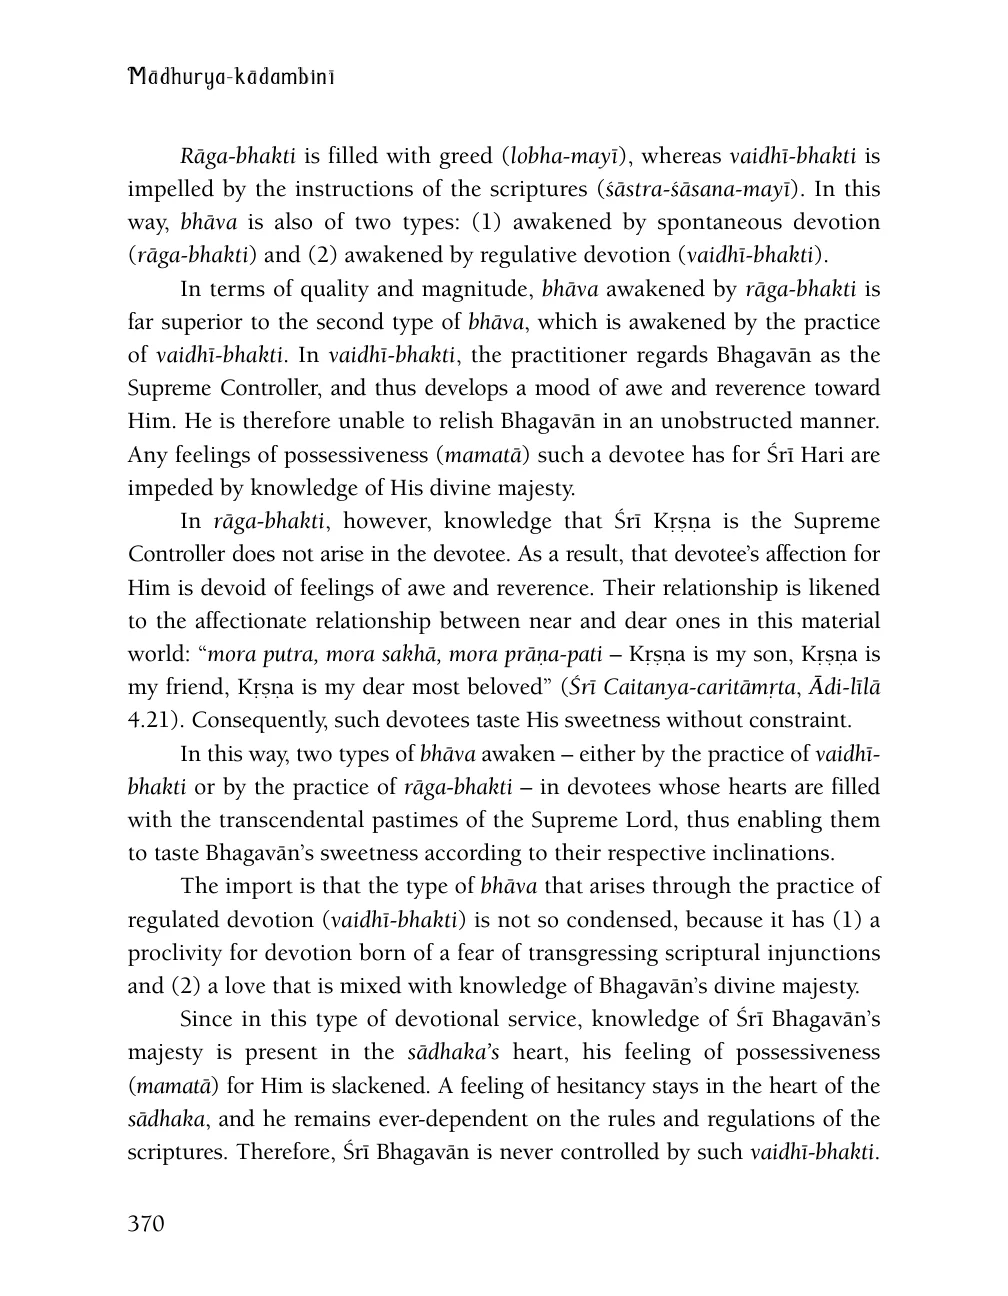 Mādhurya-kādambinī
Rāga-bhakti is filled with greed (lobha-mayī), whereas vaidhī-bhakti is
impelled by the instructions of the scriptures (śāstra-śāsana-mayī). In this
way, bhāva is also of two types: (1) awakened by spontaneous devotion
(rāga-bhakti) and (2) awakened by regulative devotion (vaidhī-bhakti).
In terms of quality and magnitude, bhāva awakened by rāga-bhakti is
far superior to the second type of bhāva, which is awakened by the practice
of vaidhī-bhakti. In vaidhī-bhakti, the practitioner regards Bhagavān as the
Supreme Controller, and thus develops a mood of awe and reverence toward
Him. He is therefore unable to relish Bhagavān in an unobstructed manner.
Any feelings of possessiveness (mamatā) such a devotee has for Śrī Hari are
impeded by knowledge of His divine majesty.
In rāga-bhakti, however, knowledge that Śrī Kṛṣṇa is the Supreme
Controller does not arise in the devotee. As a result, that devotee’s affection for
Him is devoid of feelings of awe and reverence. Their relationship is likened
to the affectionate relationship between near and dear ones in this material
world: “mora putra, mora sakhā, mora prāṇa-pati – Kṛṣṇa is my son, Kṛṣṇa is
my friend, Kṛṣṇa is my dear most beloved” (Śrī Caitanya-caritāmṛta, Ādi-līlā
4.21). Consequently, such devotees taste His sweetness without constraint.
In this way, two types of bhāva awaken – either by the practice of vaidhī-
bhakti or by the practice of rāga-bhakti – in devotees whose hearts are filled
with the transcendental pastimes of the Supreme Lord, thus enabling them
to taste Bhagavān’s sweetness according to their respective inclinations.
The import is that the type of bhāva that arises through the practice of
regulated devotion (vaidhī-bhakti) is not so condensed, because it has (1) a
proclivity for devotion born of a fear of transgressing scriptural injunctions
and (2) a love that is mixed with knowledge of Bhagavān’s divine majesty.
Since in this type of devotional service, knowledge of Śrī Bhagavān’s
majesty is present in the sādhaka’s heart, his feeling of possessiveness
(mamatā) for Him is slackened. A feeling of hesitancy stays in the heart of the
sādhaka, and he remains ever-dependent on the rules and regulations of the
scriptures. Therefore, Śrī Bhagavān is never controlled by such vaidhī-bhakti.
370